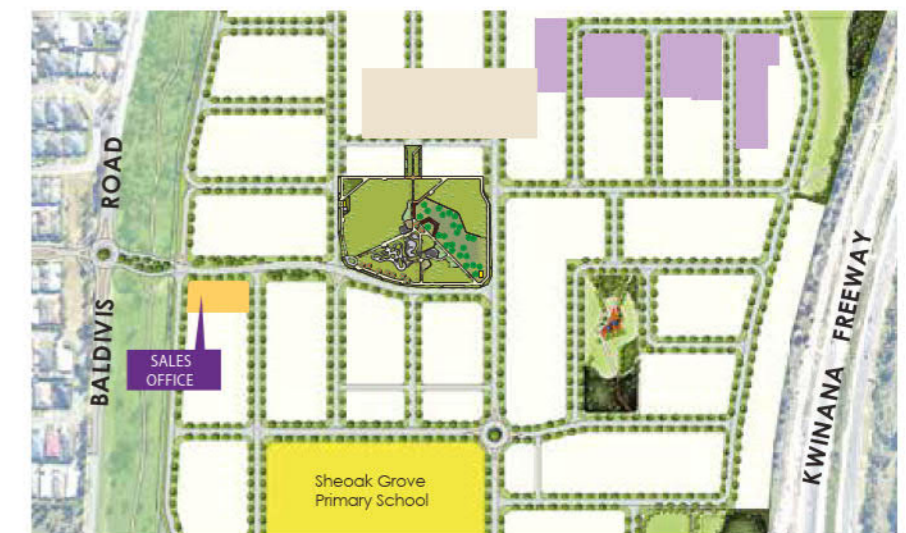 BALDIVIS ROAD
SALES
OFFICE
KWINANA FREEWAY
Sheoak Grove
Primary School